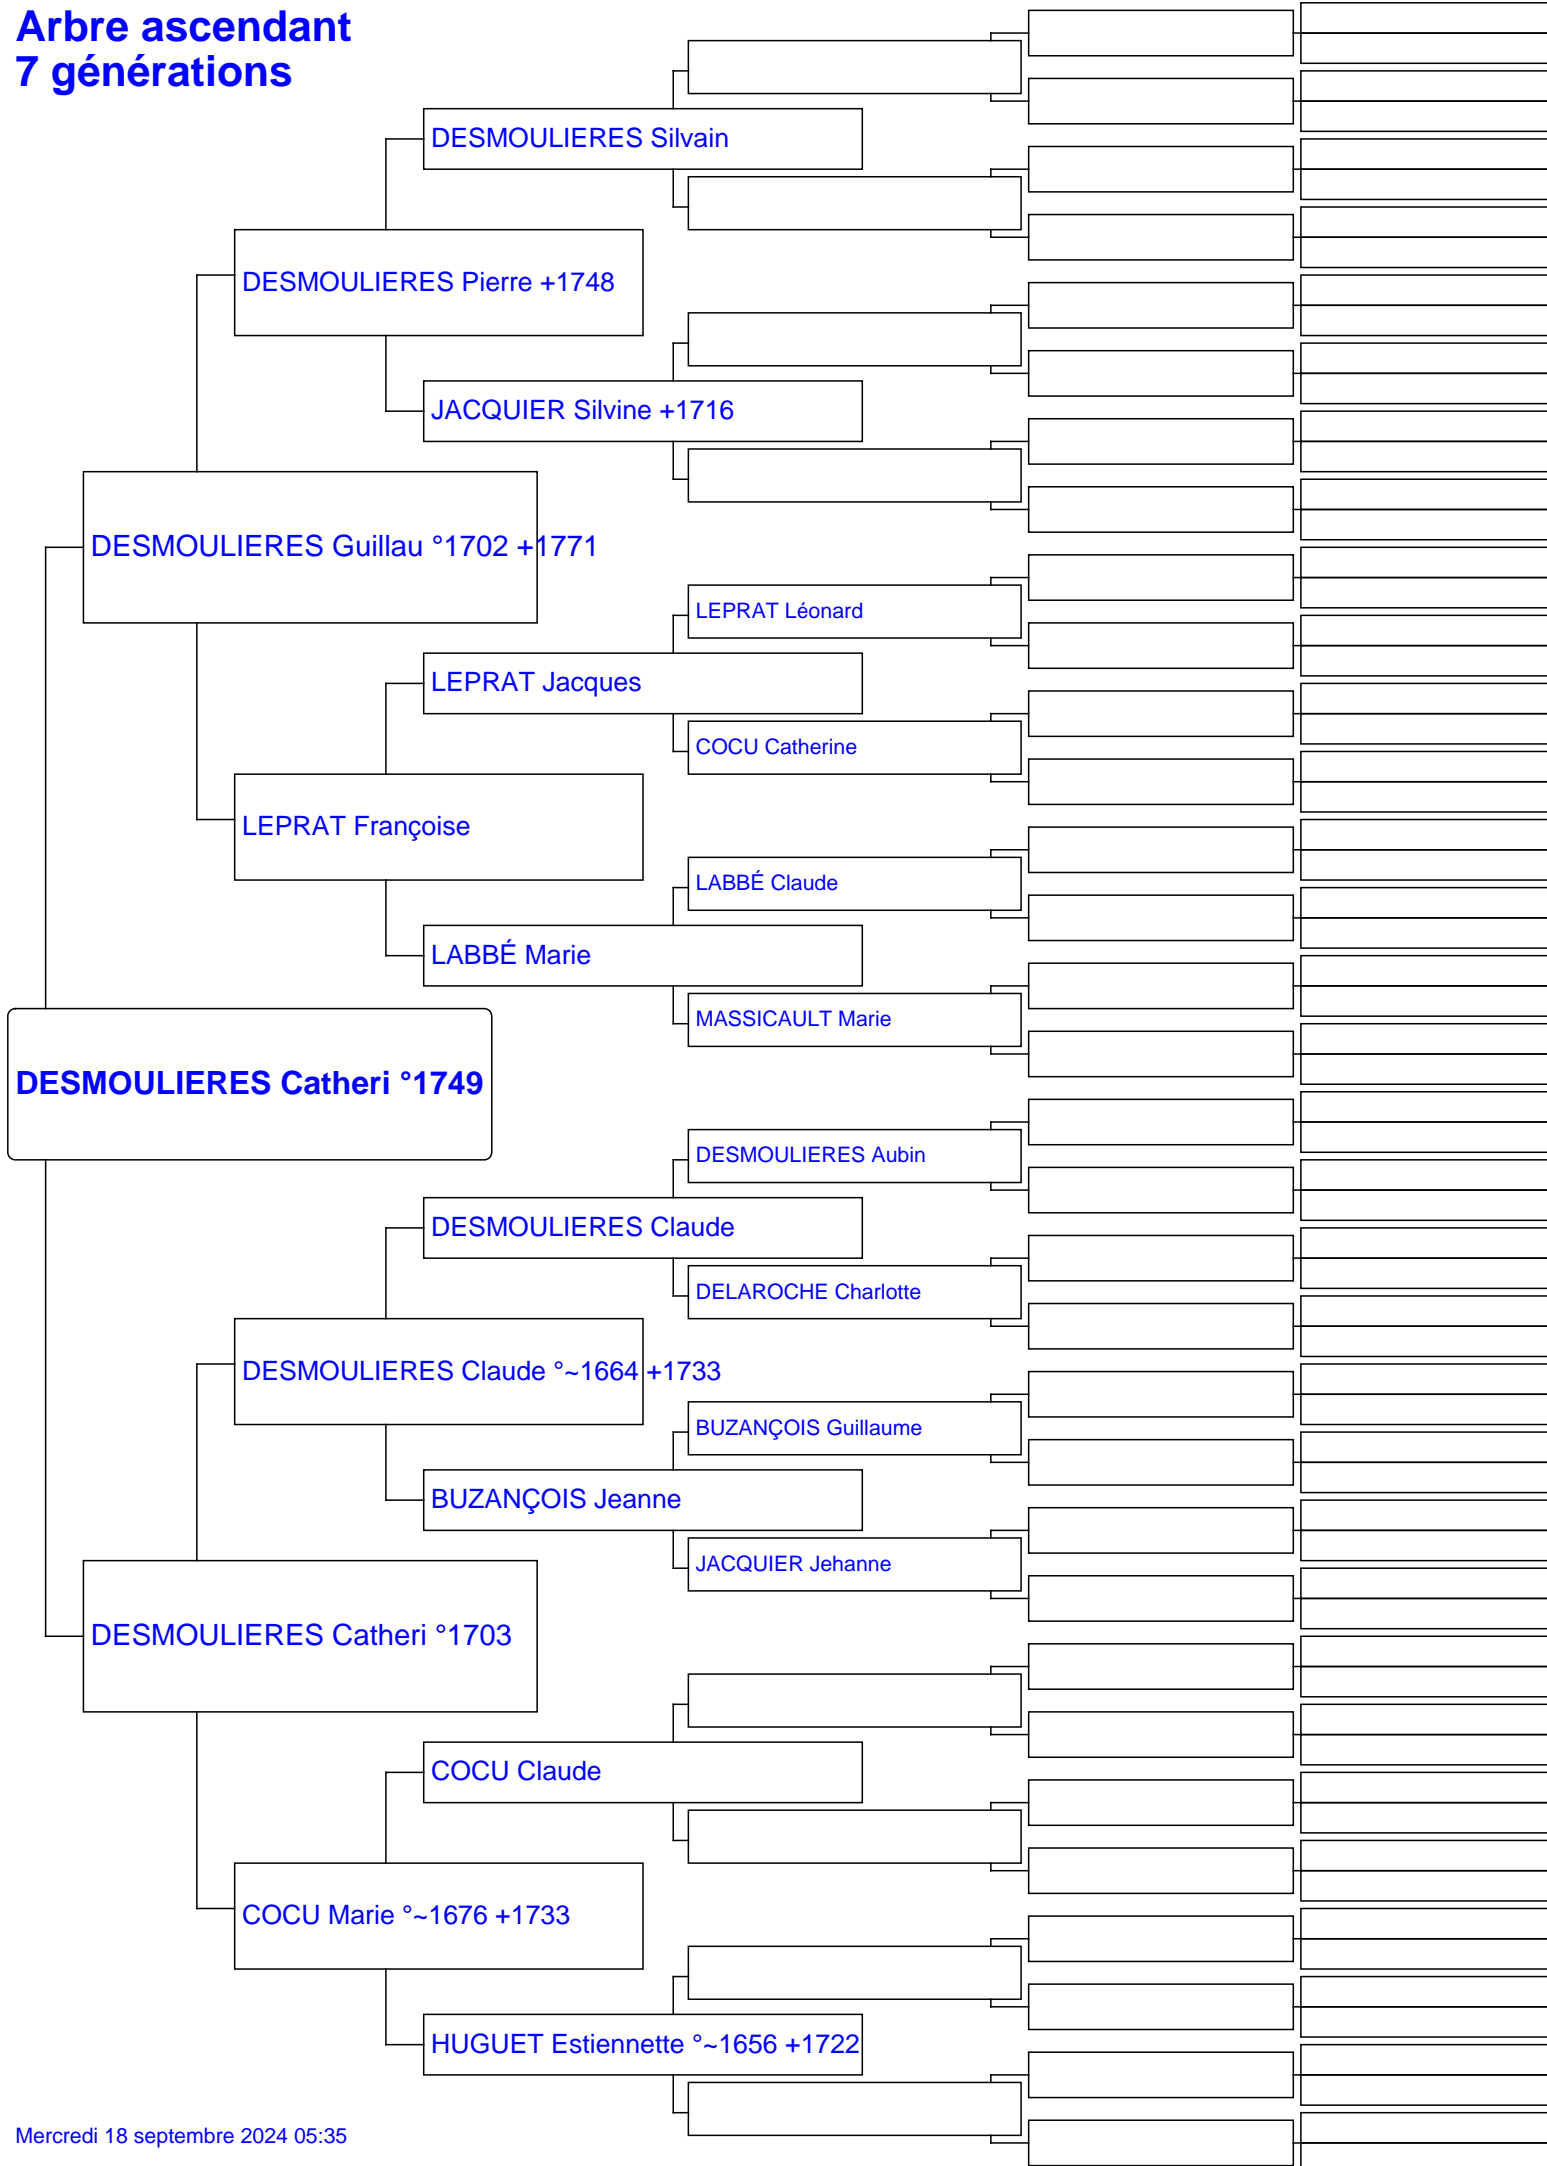 Arbre ascendant
7 générations
DESMOULIERES Silvain
DESMOULIERES Pierre +1748
JACQUIER Silvine +1716
DESMOULIERES Guillau °1702 +1771
LEPRAT Léonard
LEPRAT Jacques
COCU Catherine
LEPRAT Françoise
LABBÉ Claude
LABBÉ Marie
MASSICAULT Marie
DESMOULIERES Catheri °1749
DESMOULIERES Aubin
DESMOULIERES Claude
DELAROCHE Charlotte
DESMOULIERES Claude °~1664 +1733
BUZANÇOIS Guillaume
BUZANÇOIS Jeanne
JACQUIER Jehanne
DESMOULIERES Catheri °1703
COCU Claude
COCU Marie °~1676 +1733
HUGUET Estiennette °~1656 +1722
Mercredi 18 septembre 2024 05:35